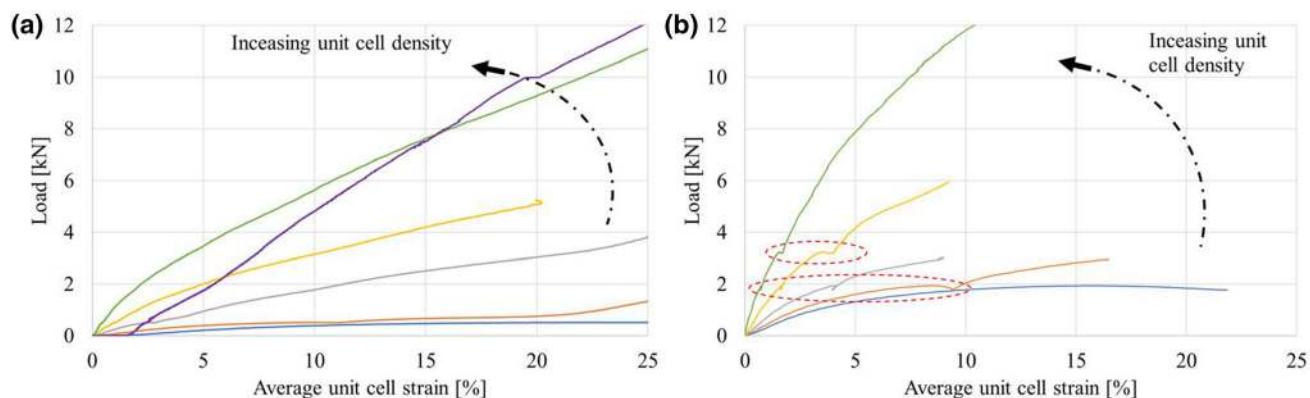 (a)
12
10
8
6
4
2
0
Load [kN]
Inceasing unit cell density
0 5 10 15 20 25
Average unit cell strain [%]
(b)
12
10
8
6
4
2
0
Load [kN]
Inceasing unit
cell density
0 5 10 15 20 25
Average unit cell strain [%]